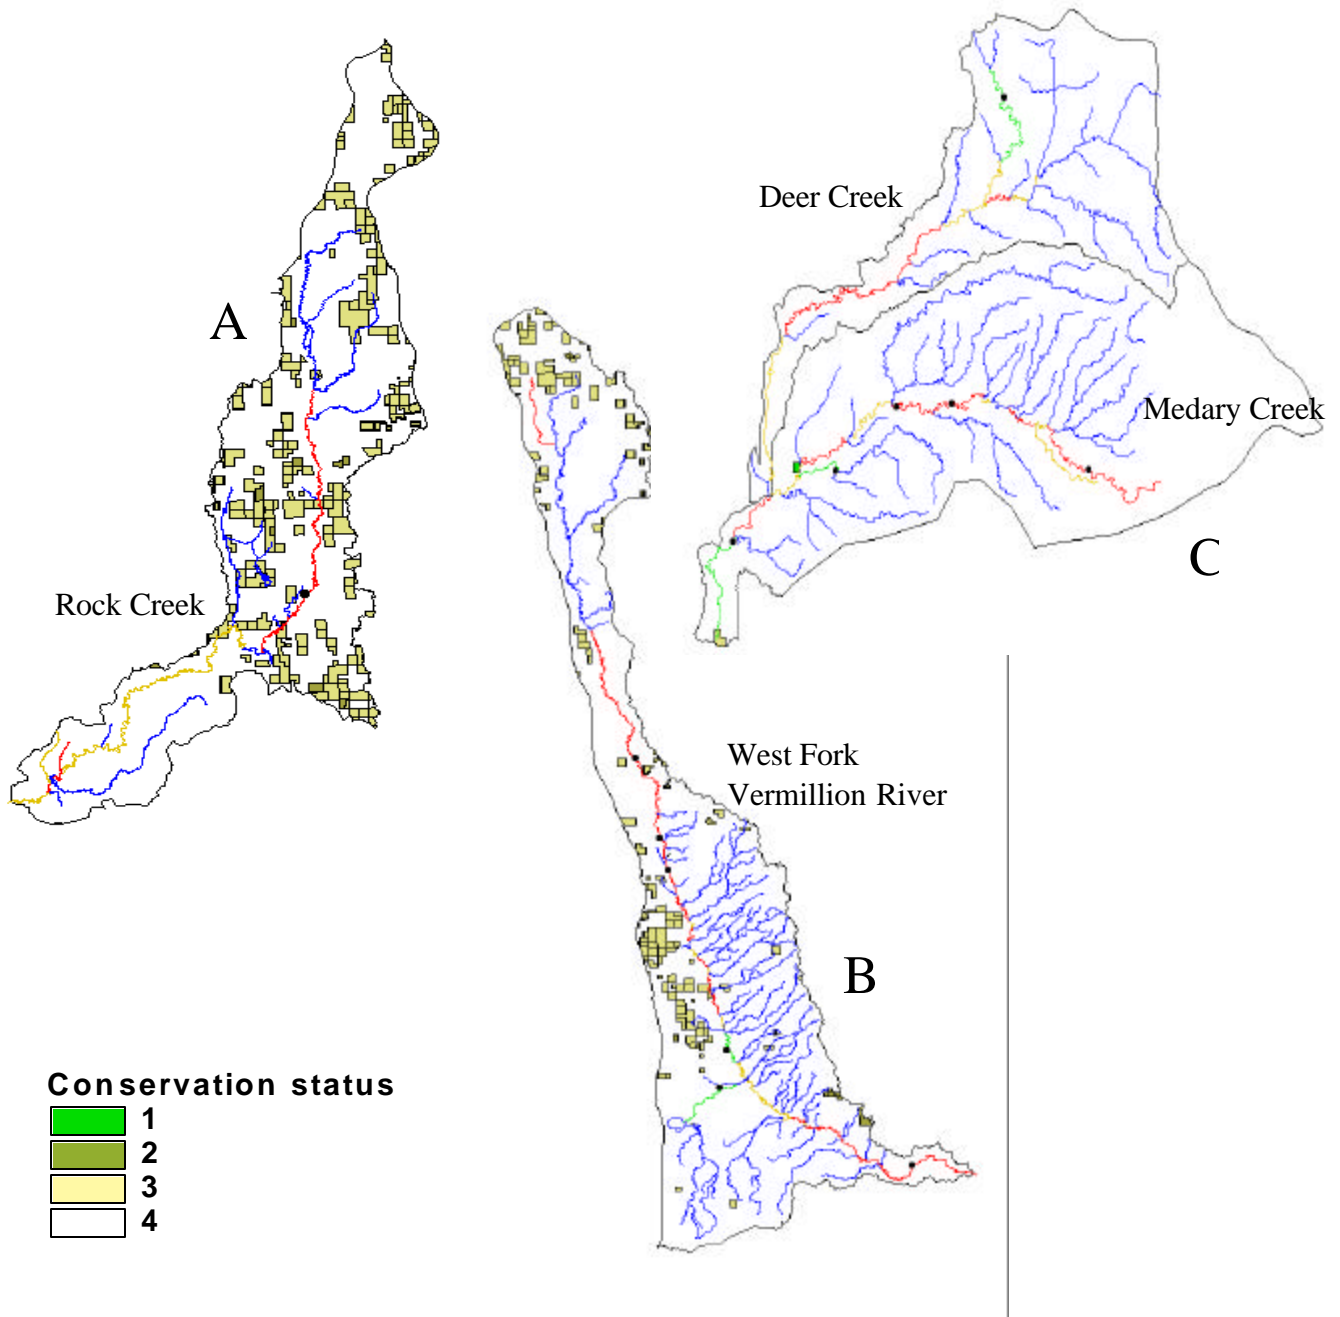 Deer Creek
A
Medary Creek
C
Rock Creek
West Fork
Vermillion River
B
Conservation status
1
2
3
4